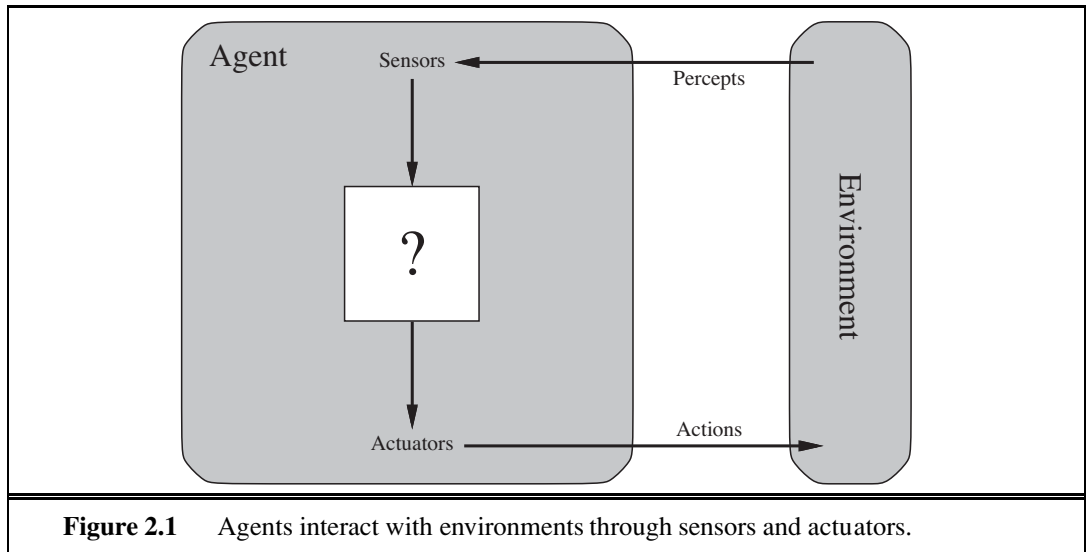 Agent
Sensors
Percepts
Environment
?
Actuators
Actions
Figure 2.1 Agents interact with environments through sensors and actuators.